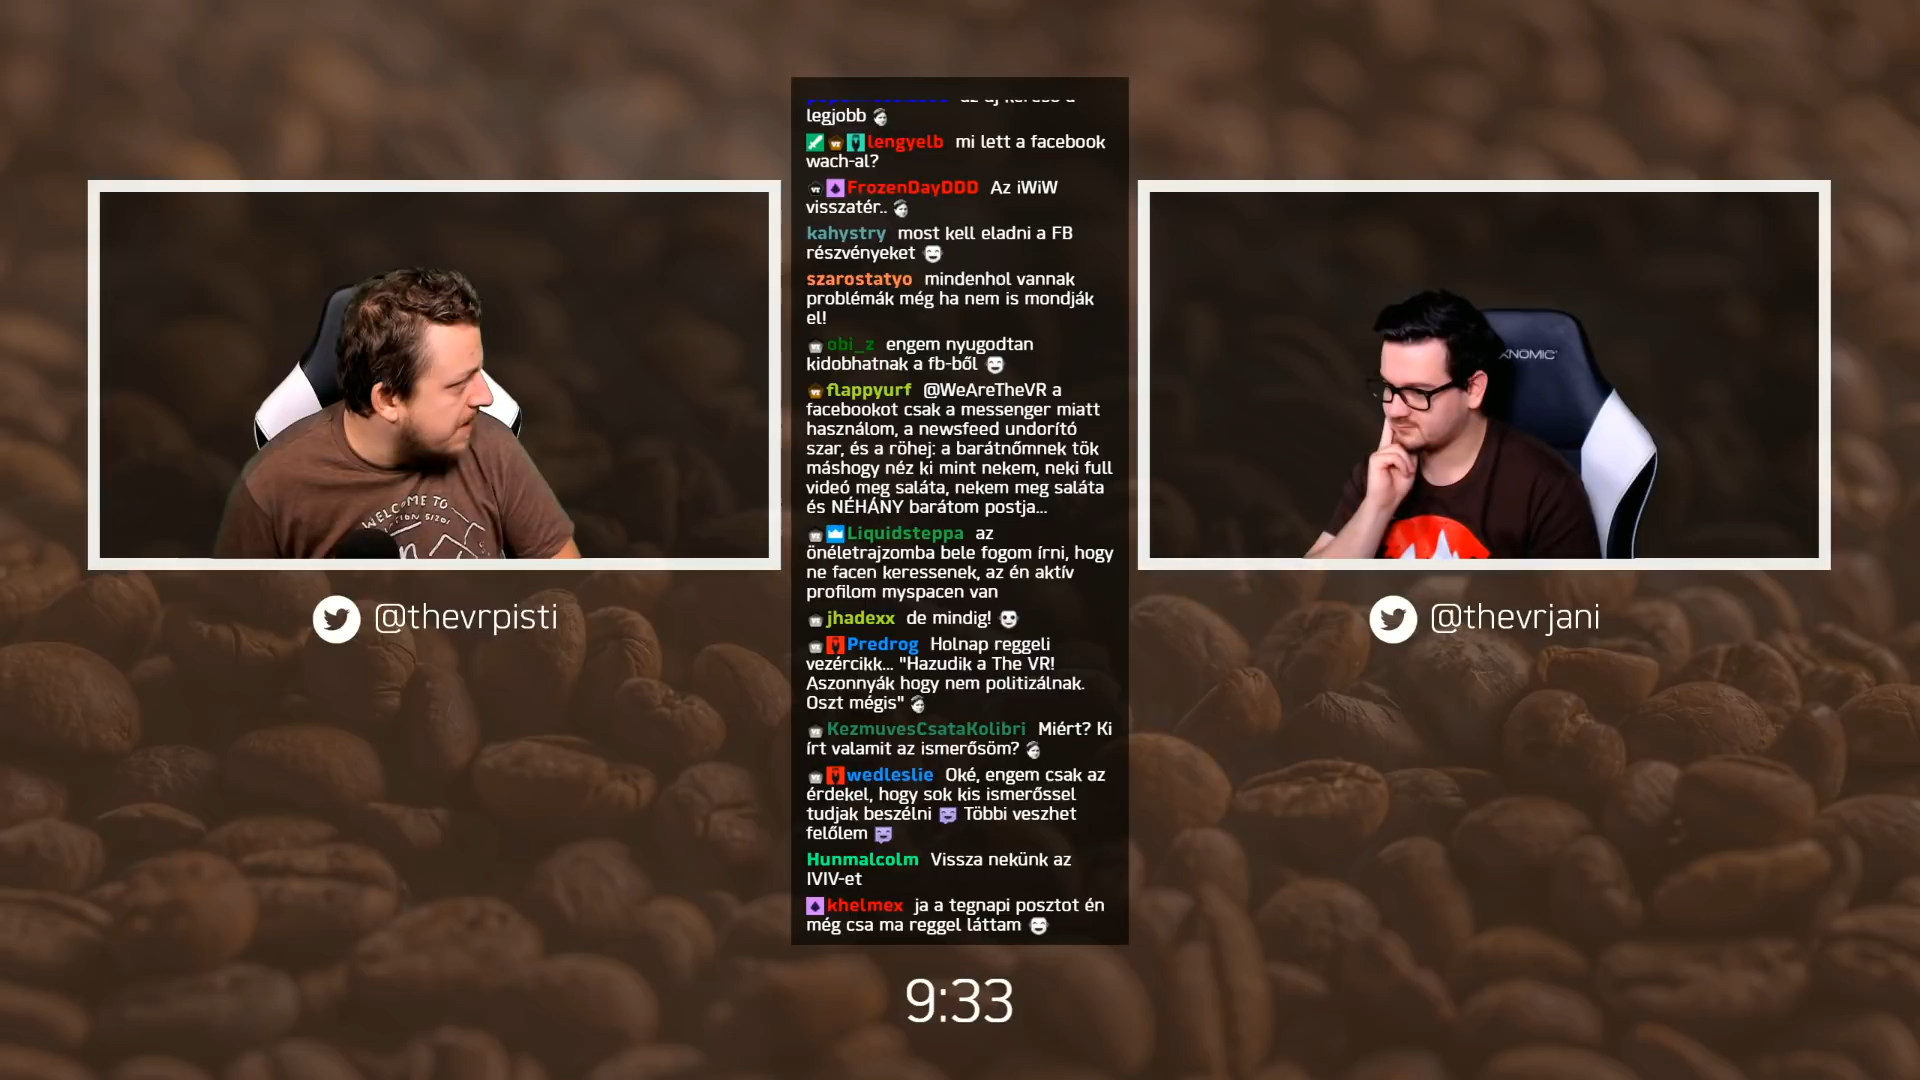 legjobb
lengyelb mi lett a facebook
wach-al?
FrozenDayDDD Az iWiW
visszatér..
kahystry most kell eladni a FB
részvényeket
szarostatyo mindenhol vannak
problémák még ha nem is mondják
el!
obi_z engem nyugodtan
kidobhatnak a fb-ből
flappyurf @WeAreTheVR a
facebookot csak a messenger miatt
használom, a newsfeed undorító
szar, és a röhej: a barátnőmnek tök
máshogy néz ki mint nekem, neki full
videó meg saláta, nekem meg saláta
és NÉHÁNY barátom postja...
Liquidsteppa az
önéletrajzomba bele fogom írni, hogy
ne facen keressenek, az én aktív
profilom myspacen van
jhadexx de mindig!
Predrog Holnap reggeli
vezércikk... "Hazudik a The VR!
Aszonnyák hogy nem politizálnak.
Oszt mégis"
KezmuvesCsataKolibri Miért? Ki
írt valamit az ismerősöm?
wedleslie Oké, engem csak az
érdekel, hogy sok kis ismerőssel
tudjak beszélni Többi veszhet
felőlem
Hunmalcolm Vissza nekünk az
IVIV-et
khelmex ja a tegnapi posztot én
még csa ma reggel láttam
WELCOME TO
@thevrpisti
@thevrjani
9:33